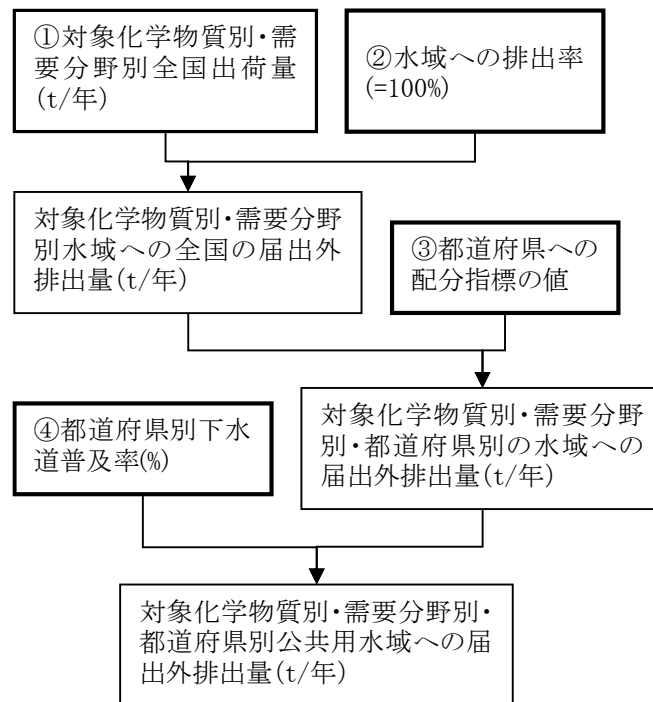 ①対象化学物質別・需
要分野別全国出荷量
(t/年)
②水域への排出率
(=100%)
対象化学物質別・需要分野
別水域への全国の届出外
排出量(t/年)
③都道府県への
配分指標の値
④都道府県別下水
道普及率(%)
対象化学物質別・需要分野
別・都道府県別の水域への
届出外排出量(t/年)
対象化学物質別・需要分野別・
都道府県別公共用水域への届
出外排出量(t/年)